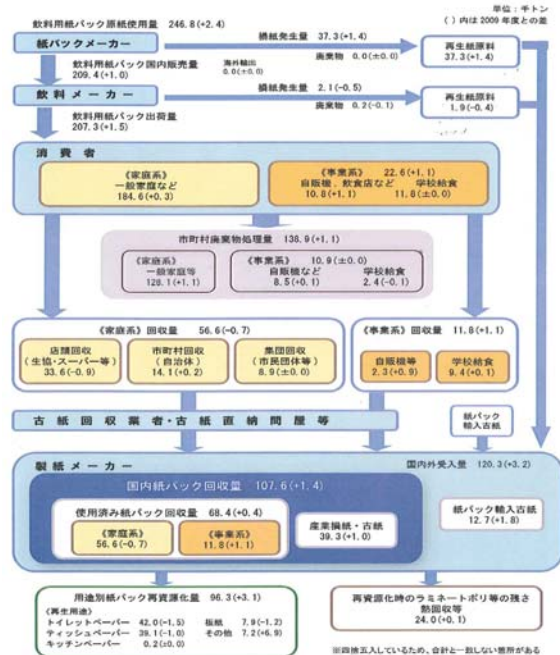 単位：千トン
（ ）内は2009年度との差
飲料用紙パック原紙使用量 246.8(+2.4)
紙パックメーカー
損紙発生量 37.3(+1.4)
廃棄物 0.0(±0.0)
再生紙原料
37.3(+1.4)
飲料用紙パック国内販売量
209.4(+1.0)
海外輸出
0.0(±0.0)
飲料メーカー
損紙発生量 2.1(-0.5)
廃棄物 0.2(-0.1)
再生紙原料
1.9(-0.4)
飲料用紙パック出荷量
207.3(+1.5)
消費者
《家庭系》
一般家庭など
184.6(+0.3)
《事業系》 22.6(+1.1)
自販機、飲食店など 学校給食
10.8(+1.1) 11.8(±0.0)
市町村廃棄物処理量 138.9(+1.1)
《家庭系》
一般家庭等
128.1(+1.1)
《事業系》 10.9(±0.0)
自販機など 学校給食
8.5(+0.1) 2.4(-0.1)
《家庭系》回収量 56.6(-0.7)
店頭回収
(生協・スーパー等)
33.6(-0.9)
市町村回収
(自治体)
14.1(+0.2)
集団回収
(市民団体等)
8.9(±0.0)
《事業系》回収量 11.8(+1.1)
自販機等
2.3(+0.9)
学校給食
9.4(+0.1)
古紙回収業者・古紙直納問屋等
紙パック
輸入古紙
製紙メーカー
国内外受入量 120.3(+3.2)
国内紙パック回収量 107.6(+1.4)
使用済み紙パック回収量 68.4(+0.4)
《家庭系》
56.6(-0.7)
《事業系》
11.8(+1.1)
産業損紙・古紙
39.3(+1.0)
紙パック輸入古紙
12.7(+1.8)
用途別紙パック再資源化量 96.3(+3.1)
《再生用途》
トイレットペーパー 42.0(-1.5) 板紙 7.9(-1.2)
ティッシュペーパー 39.1(-1.0) その他 7.2(+6.9)
キッチンペーパー 0.2(±0.0)
再資源化時のラミネートポリ等の残さ
熱回収等
24.0(+0.1)
※四捨五入しているため、合計と一致しない箇所がある